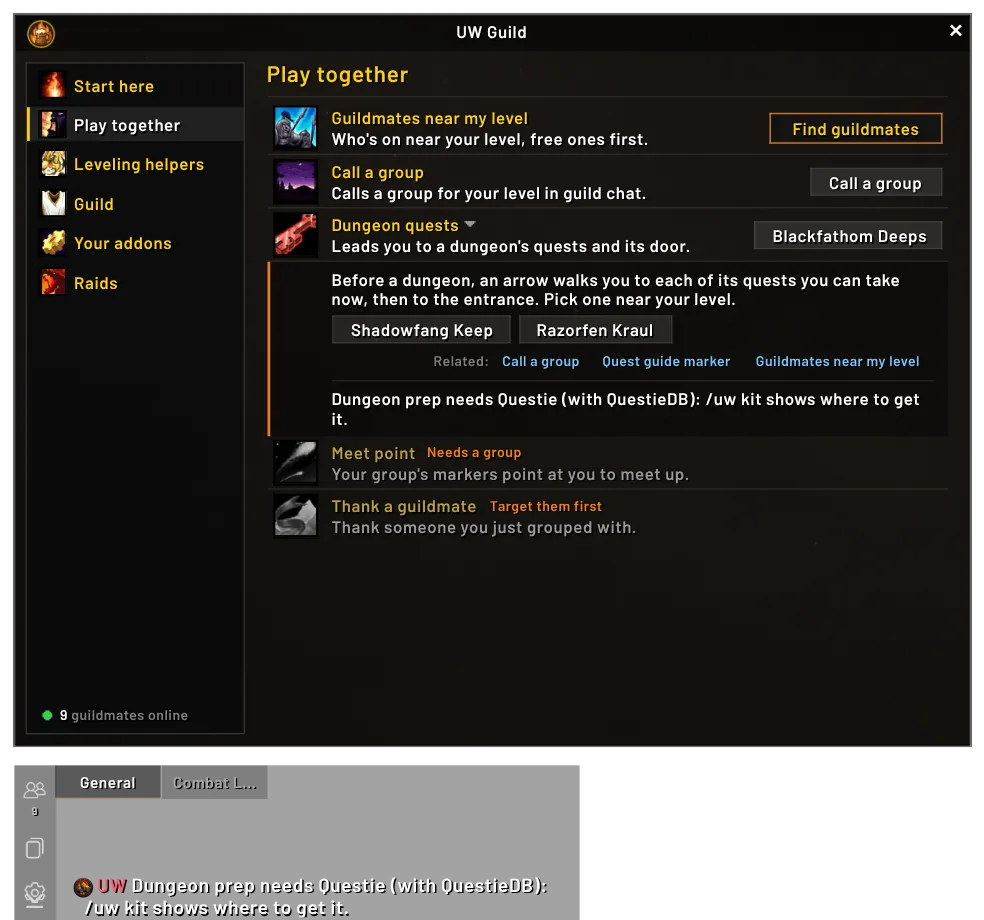 UW Guild
Start here
Play together
Leveling helpers
Guild
Your addons
Raids
9 guildmates online
Play together
Guildmates near my level
Who's on near your level, free ones first.
Find guildmates
Call a group
Calls a group for your level in guild chat.
Call a group
Dungeon quests
Leads you to a dungeon's quests and its door.
Blackfathom Deeps
Before a dungeon, an arrow walks you to each of its quests you can take
now, then to the entrance. Pick one near your level.
Shadowfang Keep Razorfen Kraul
Related: Call a group Quest guide marker Guildmates near my level
Dungeon prep needs Questie (with QuestieDB): /uw kit shows where to get
it.
Meet point Needs a group
Your group's markers point at you to meet up.
Thank a guildmate Target them first
Thank someone you just grouped with.
General Combat L...
9
UW Dungeon prep needs Questie (with QuestieDB):
/uw kit shows where to get it.